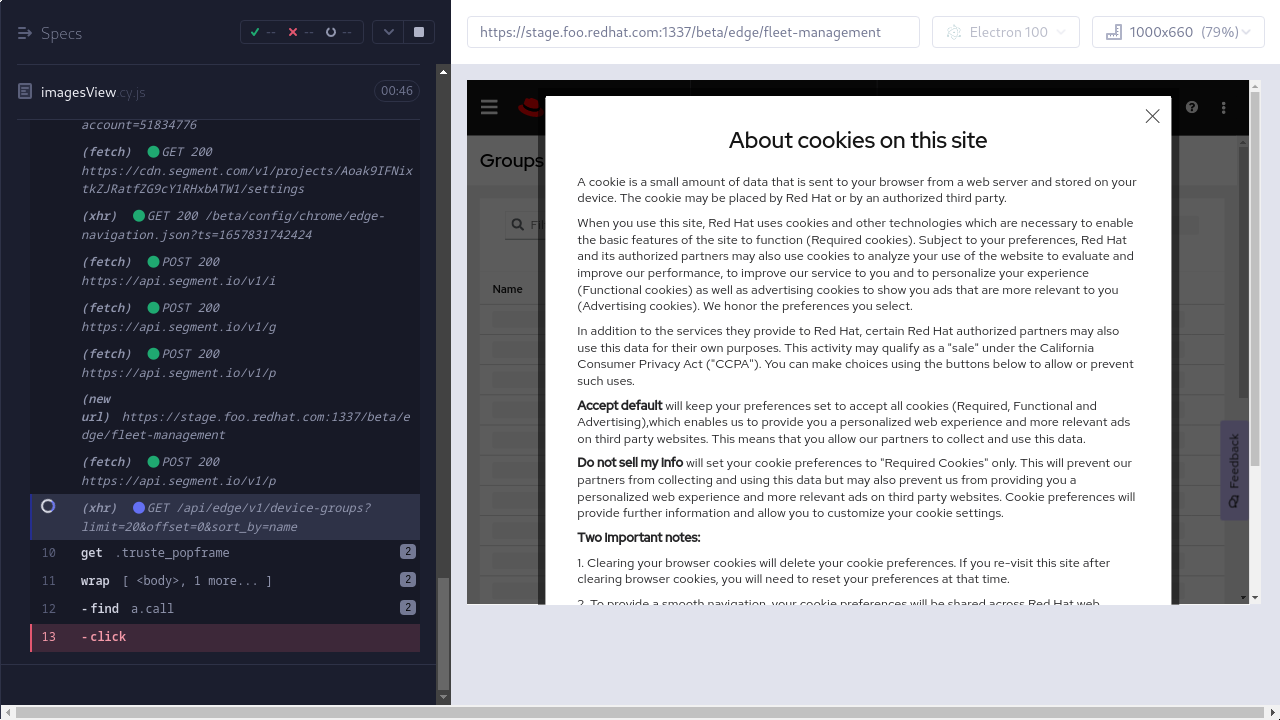 Specs
-- -- --
imagesView.cy.js
00:46
account=51834776
(fetch) GET 200
https://cdn.segment.com/v1/projects/Aoak9IFNix
tkZJRatfZG9cY1RHxbATW1/settings
(xhr) GET 200 /beta/config/chrome/edge-
navigation.json?ts=1657831742424
(fetch) POST 200
https://api.segment.io/v1/i
(fetch) POST 200
https://api.segment.io/v1/g
(fetch) POST 200
https://api.segment.io/v1/p
(new
url) https://stage.foo.redhat.com:1337/beta/e
dge/fleet-management
(fetch) POST 200
https://api.segment.io/v1/p
(xhr) GET /api/edge/v1/device-groups?
limit=20&offset=0&sort_by=name
10 get .truste_popframe 2
11 wrap [ <body>, 1 more... ] 2
12 -find a.call 2
13 -click
https://stage.foo.redhat.com:1337/beta/edge/fleet-management
Electron 100
1000x660 (79%)
Groups
Name
About cookies on this site
A cookie is a small amount of data that is sent to your browser from a web server and stored on your
device. The cookie may be placed by Red Hat or by an authorized third party.
When you use this site, Red Hat uses cookies and other technologies which are necessary to enable
the basic features of the site to function (Required cookies). Subject to your preferences, Red Hat
and its authorized partners may also use cookies to analyze your use of the website to evaluate and
improve our performance, to improve our service to you and to personalize your experience
(Functional cookies) as well as advertising cookies to show you ads that are more relevant to you
(Advertising cookies). We honor the preferences you select.
In addition to the services they provide to Red Hat, certain Red Hat authorized partners may also
use this data for their own purposes. This activity may qualify as a "sale" under the California
Consumer Privacy Act ("CCPA"). You can make choices using the buttons below to allow or prevent
such uses.
Accept default will keep your preferences set to accept all cookies (Required, Functional and
Advertising),which enables us to provide you a personalized web experience and more relevant ads
on third party websites. This means that you allow our partners to collect and use this data.
Do not sell my info will set your cookie preferences to "Required Cookies" only. This will prevent our
partners from collecting and using this data but may also prevent us from providing you a
personalized web experience and more relevant ads on third party websites. Cookie preferences will
provide further information and allow you to customize your cookie settings.
Two important notes:
1. Clearing your browser cookies will delete your cookie preferences. If you re-visit this site after
clearing browser cookies, you will need to reset your preferences at that time.
2. To provide a smooth navigation, your cookie preferences will be shared across Red Hat web
Feedback